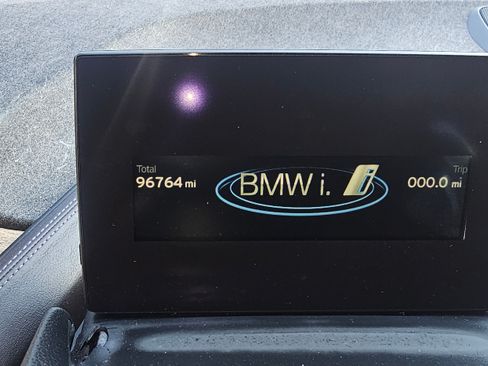 Total
96764 mi
BMW i.
i
Trip
000.0 mi